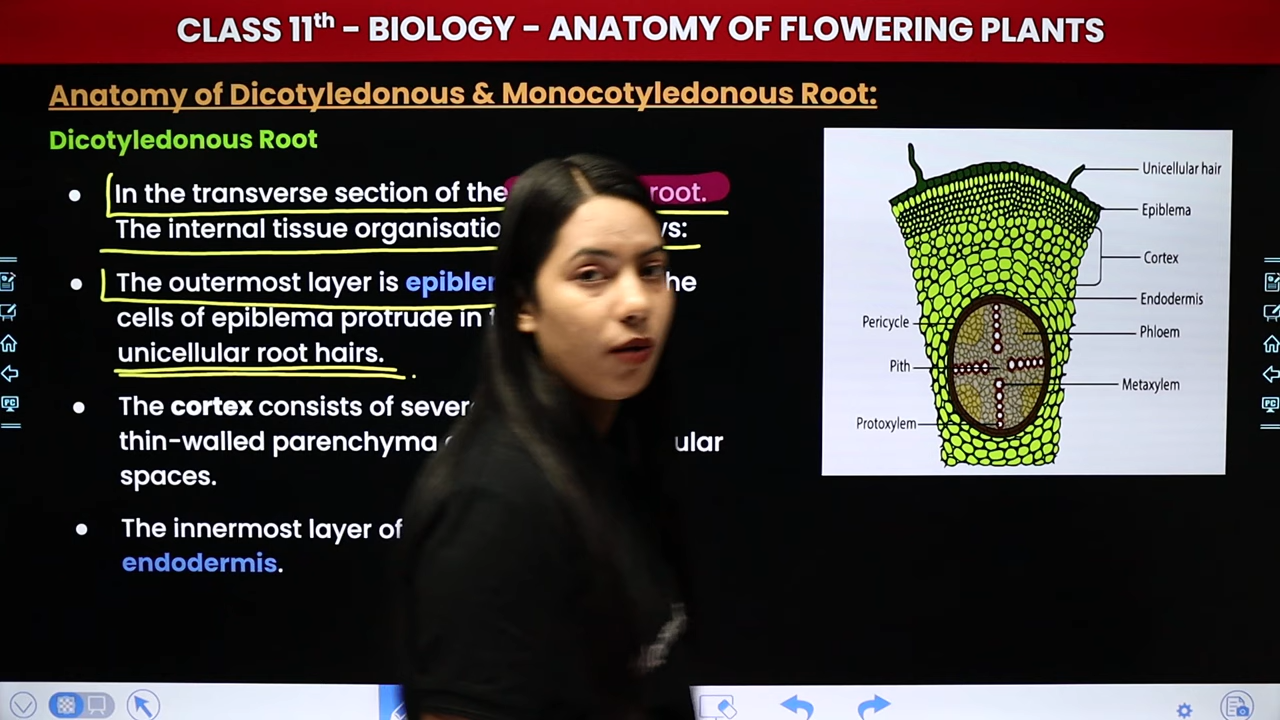 CLASS 11th - BIOLOGY - ANATOMY OF FLOWERING PLANTS
Anatomy of Dicotyledonous & Monocotyledonous Root:
Dicotyledonous Root
In the transverse section of the root.
The internal tissue organisatio
The outermost layer is he
cells of epiblema protrude in
unicellular root hairs.
The cortex consists of
thin-walled parenchyma ular
spaces.
The innermost layer of
endodermis.
Unicellular hair
Epiblema
Cortex
Endodermis
Pericycle
Phloem
Pith
Metaxylem
Protoxylem
PC
PC